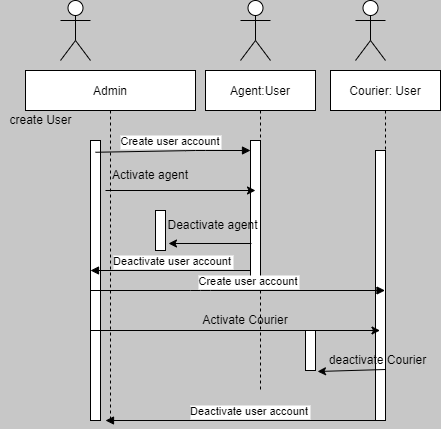 Admin
Agent:User
Courier: User
create User
Create user account
Activate agent
Deactivate agent
Deactivate user account
Create user account
Activate Courier
deactivate Courier
Deactivate user account